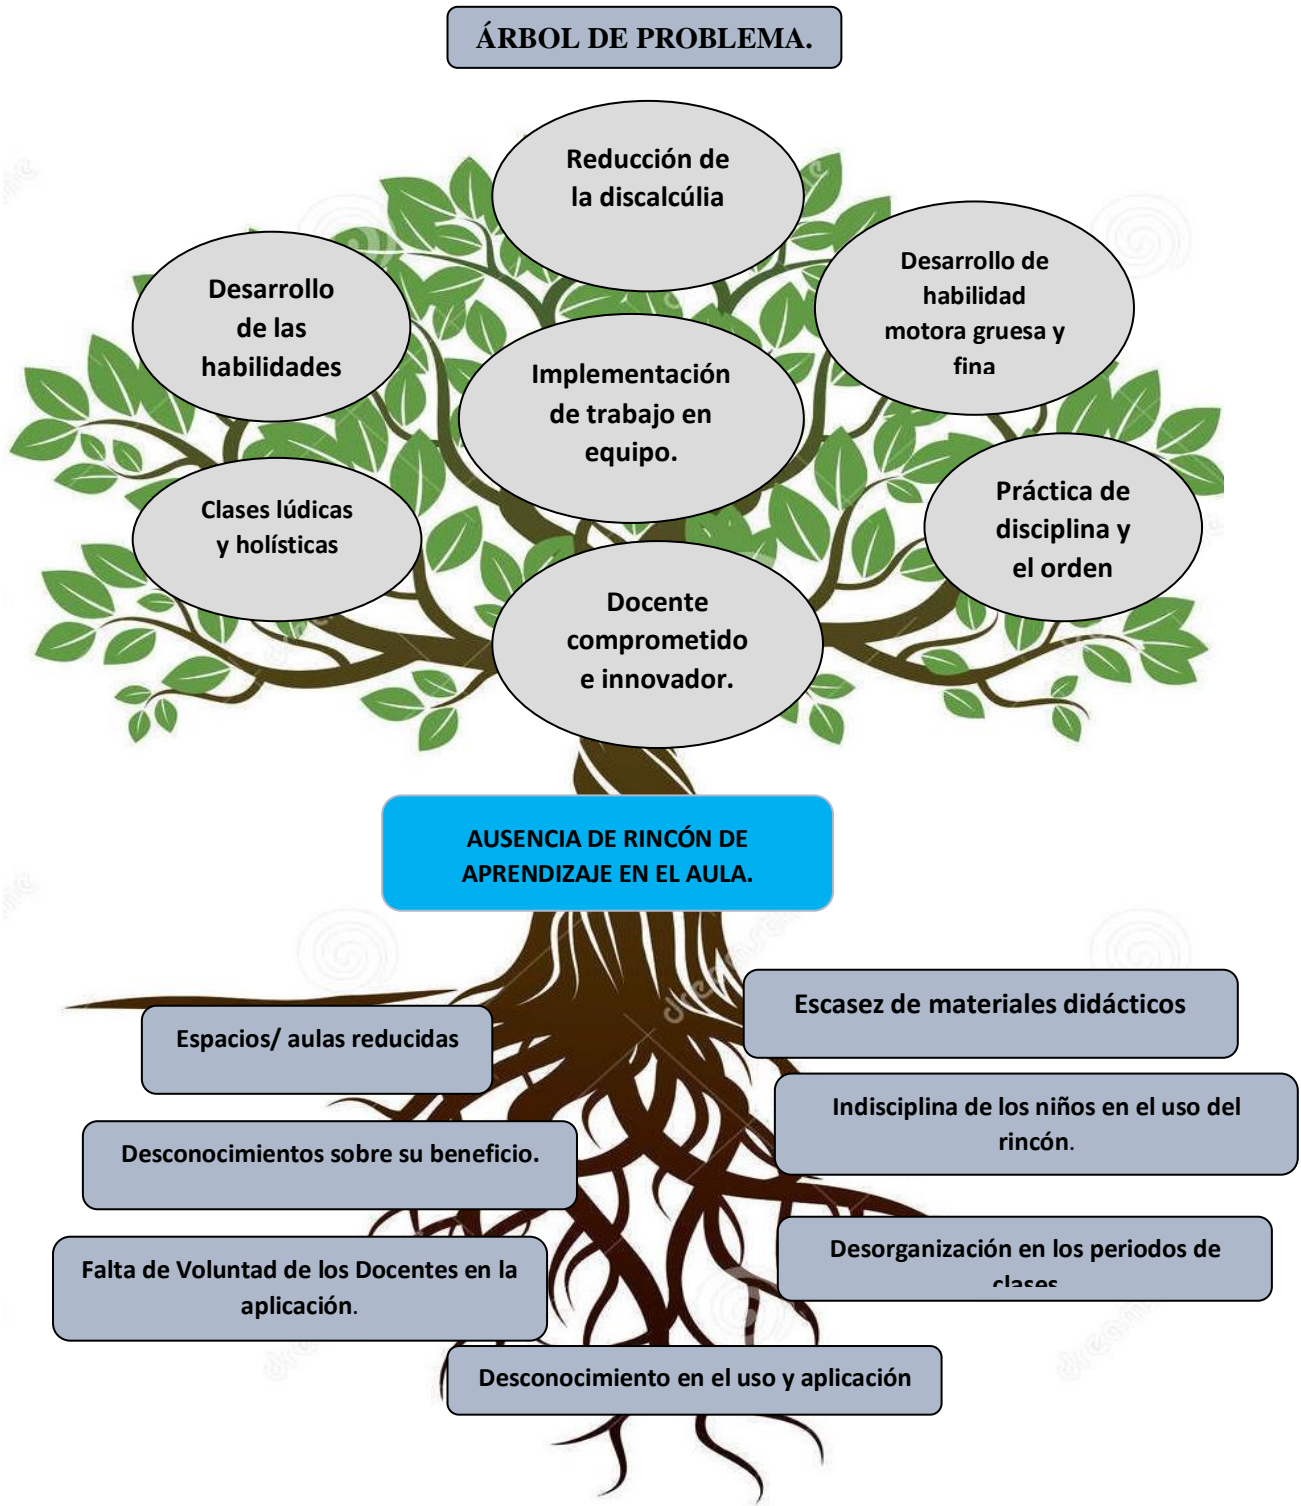 ÁRBOL DE PROBLEMA.
Reducción de
la discalcúlia
Desarrollo
de las
habilidades
Desarrollo de
habilidad
motora gruesa y
fina
Implementación
de trabajo en
equipo.
Clases lúdicas
y holísticas
Práctica de
disciplina y
el orden
Docente
comprometido
e innovador.
AUSENCIA DE RINCÓN DE
APRENDIZAJE EN EL AULA.
Espacios/ aulas reducidas
Escasez de materiales didácticos
Indisciplina de los niños en el uso del
rincón.
Desconocimientos sobre su beneficio.
Falta de Voluntad de los Docentes en la
aplicación.
Desorganización en los periodos de
clases
Desconocimiento en el uso y aplicación